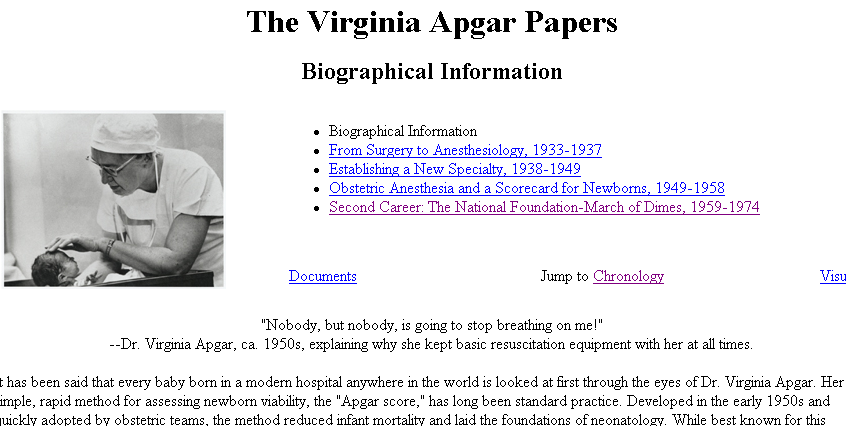 The Virginia Apgar Papers
Biographical Information
Biographical Information
From Surgery to Anesthesiology, 1933-1937
Establishing a New Specialty, 1938-1949
Obstetric Anesthesia and a Scorecard for Newborns, 1949-1958
Second Career: The National Foundation-March of Dimes, 1959-1974
Documents Jump to Chronology Visu
"Nobody, but nobody, is going to stop breathing on me!"
--Dr. Virginia Apgar, ca. 1950s, explaining why she kept basic resuscitation equipment with her at all times.
t has been said that every baby born in a modern hospital anywhere in the world is looked at first through the eyes of Dr. Virginia Apgar. Her
imple, rapid method for assessing newborn viability, the "Apgar score," has long been standard practice. Developed in the early 1950s and
quickly adopted by obstetric teams, the method reduced infant mortality and laid the foundations of neonatology. While best known for this